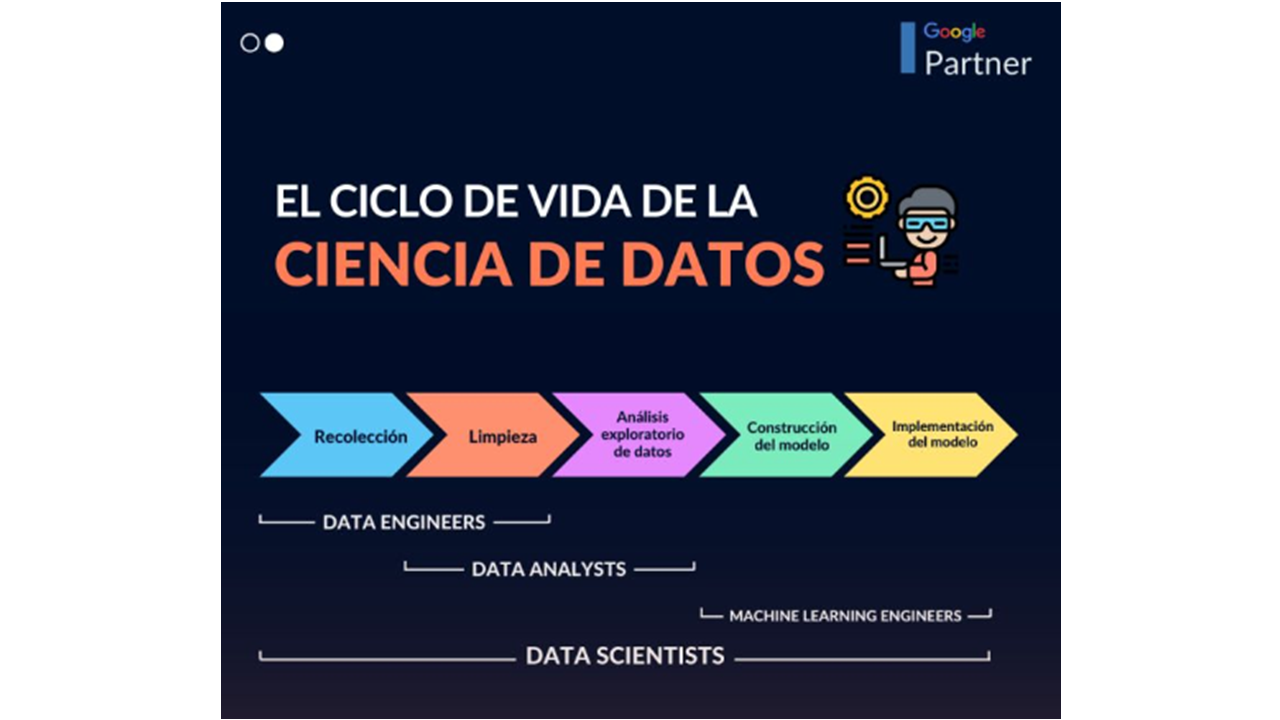 Google
Partner
EL CICLO DE VIDA DE LA
CIENCIA DE DATOS
Recolección
Limpieza
Análisis
exploratorio
de datos
Construcción
del modelo
Implementación
del modelo
DATA ENGINEERS
DATA ANALYSTS
MACHINE LEARNING ENGINEERS
DATA SCIENTISTS